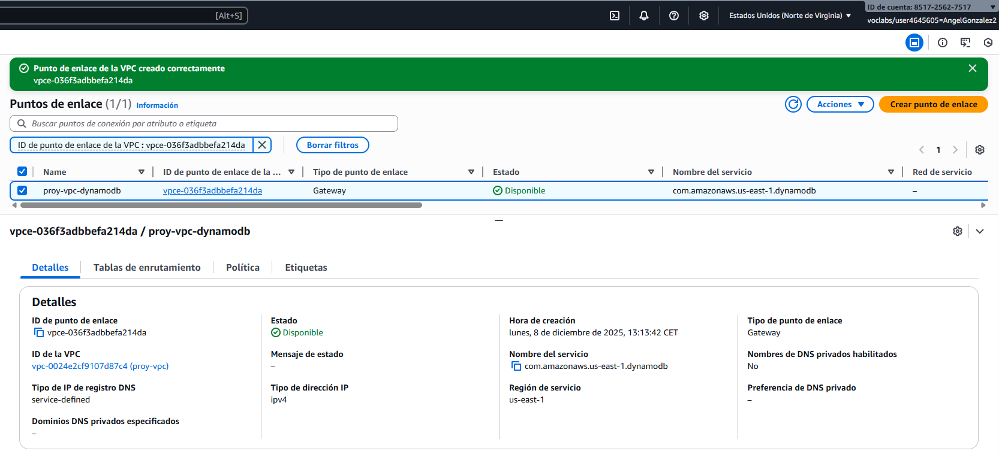 [Alt+S]
Estados Unidos (Norte de Virginia)
ID de cuenta: 8517-2562-7517
voclabs/user4645605=AngelGonzalez2
Punto de enlace de la VPC creado correctamente
vpce-036f3adbbefa214da
Puntos de enlace (1/1) Información
Acciones
Crear punto de enlace
Buscar puntos de conexión por atributo o etiqueta
ID de punto de enlace de la VPC : vpce-036f3adbbefa214da
Borrar filtros
1
Name ID de punto de enlace de la ... Tipo de punto de enlace Estado Nombre del servicio Red de servicio
proy-vpc-dynamodb vpce-036f3adbbefa214da Gateway Disponible com.amazonaws.us-east-1.dynamodb –
vpce-036f3adbbefa214da / proy-vpc-dynamodb
Detalles Tablas de enrutamiento Política Etiquetas
Detalles
ID de punto de enlace
vpce-036f3adbbefa214da
ID de la VPC
vpc-0024e2cf9107d87c4 (proy-vpc)
Tipo de IP de registro DNS
service-defined
Dominios DNS privados especificados
–
Estado
Disponible
Mensaje de estado
–
Tipo de dirección IP
ipv4
Hora de creación
lunes, 8 de diciembre de 2025, 13:13:42 CET
Nombre del servicio
com.amazonaws.us-east-1.dynamodb
Región de servicio
us-east-1
Tipo de punto de enlace
Gateway
Nombres de DNS privados habilitados
No
Preferencia de DNS privado
–